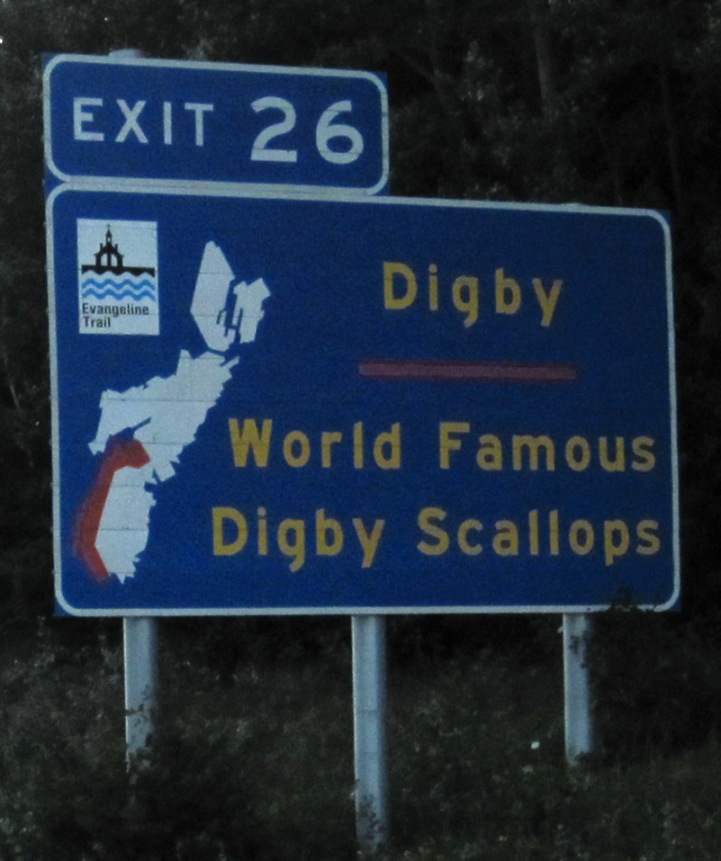 EXIT 26
Evangeline
Trail
Digby
World Famous
Digby Scallops